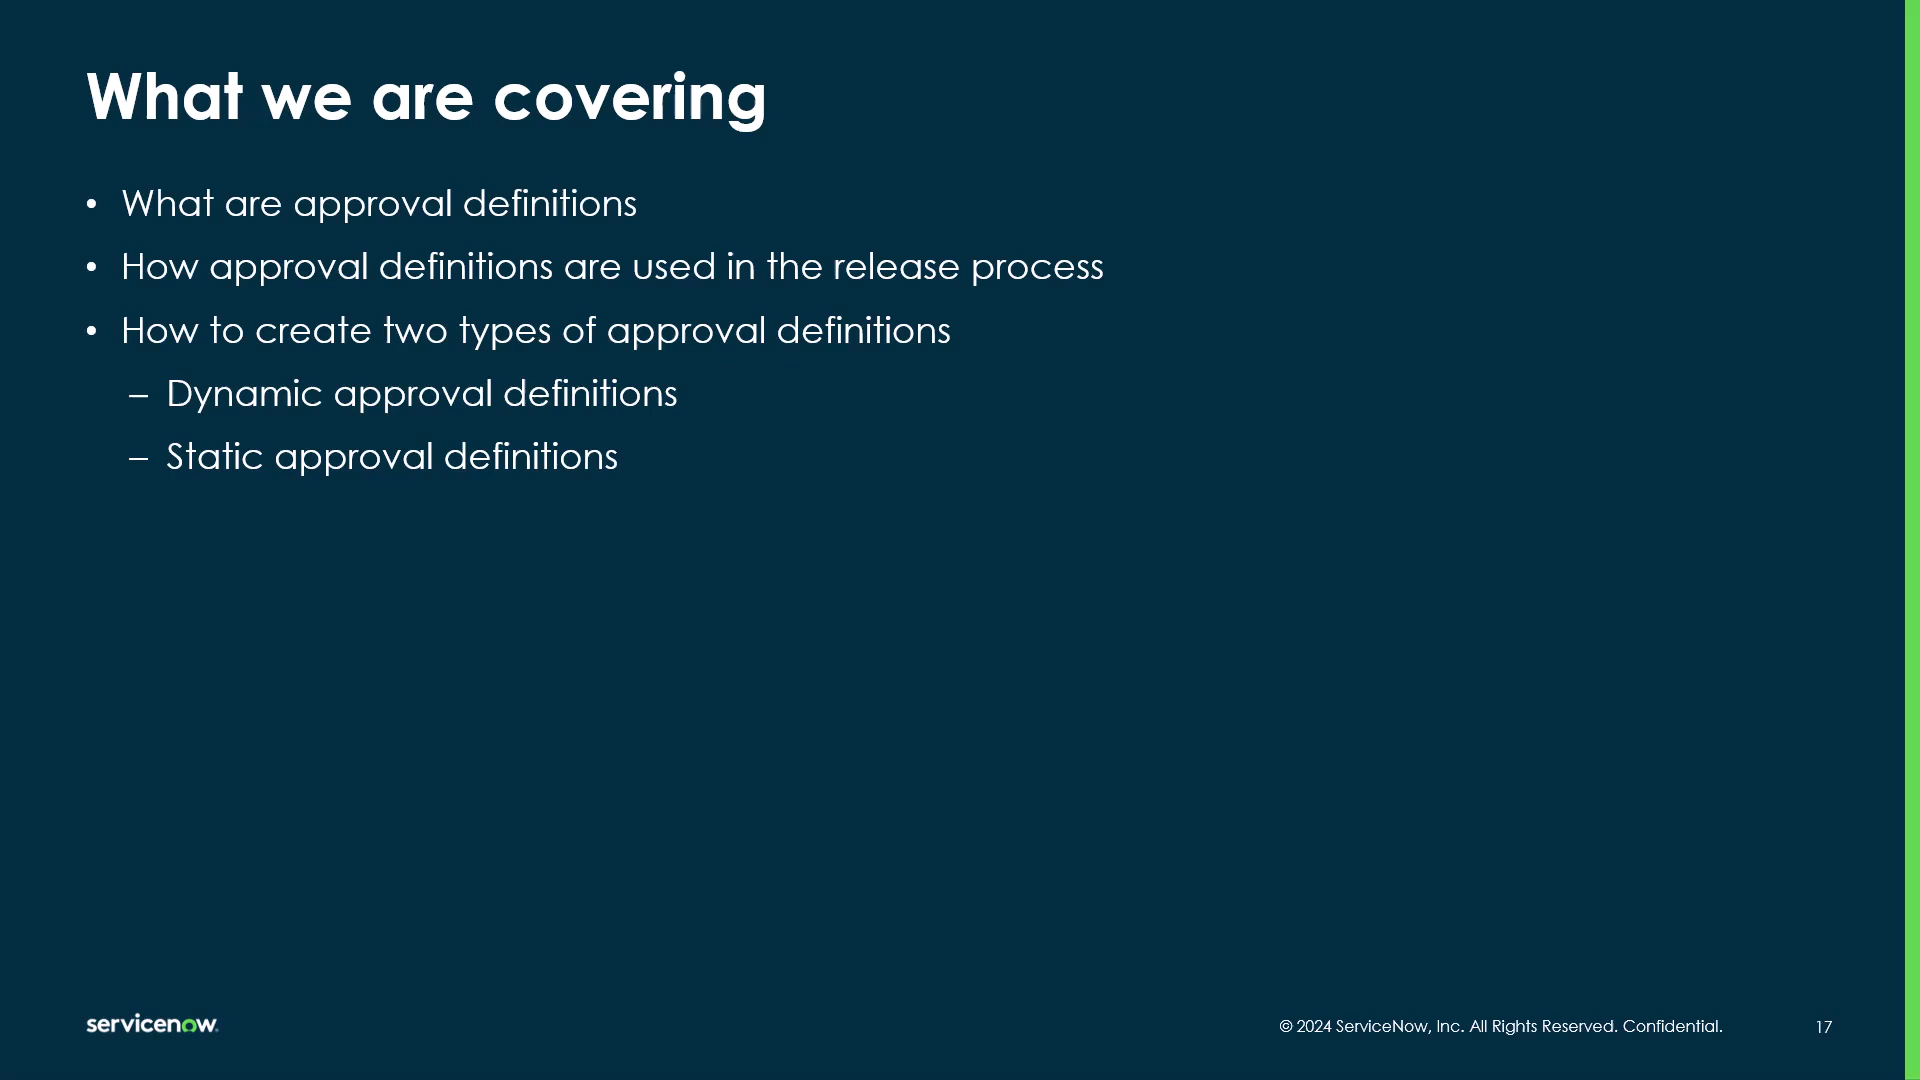 What we are covering
• What are approval definitions
• How approval definitions are used in the release process
• How to create two types of approval definitions
– Dynamic approval definitions
– Static approval definitions
servicenow.
© 2024 ServiceNow, Inc. All Rights Reserved. Confidential.
17